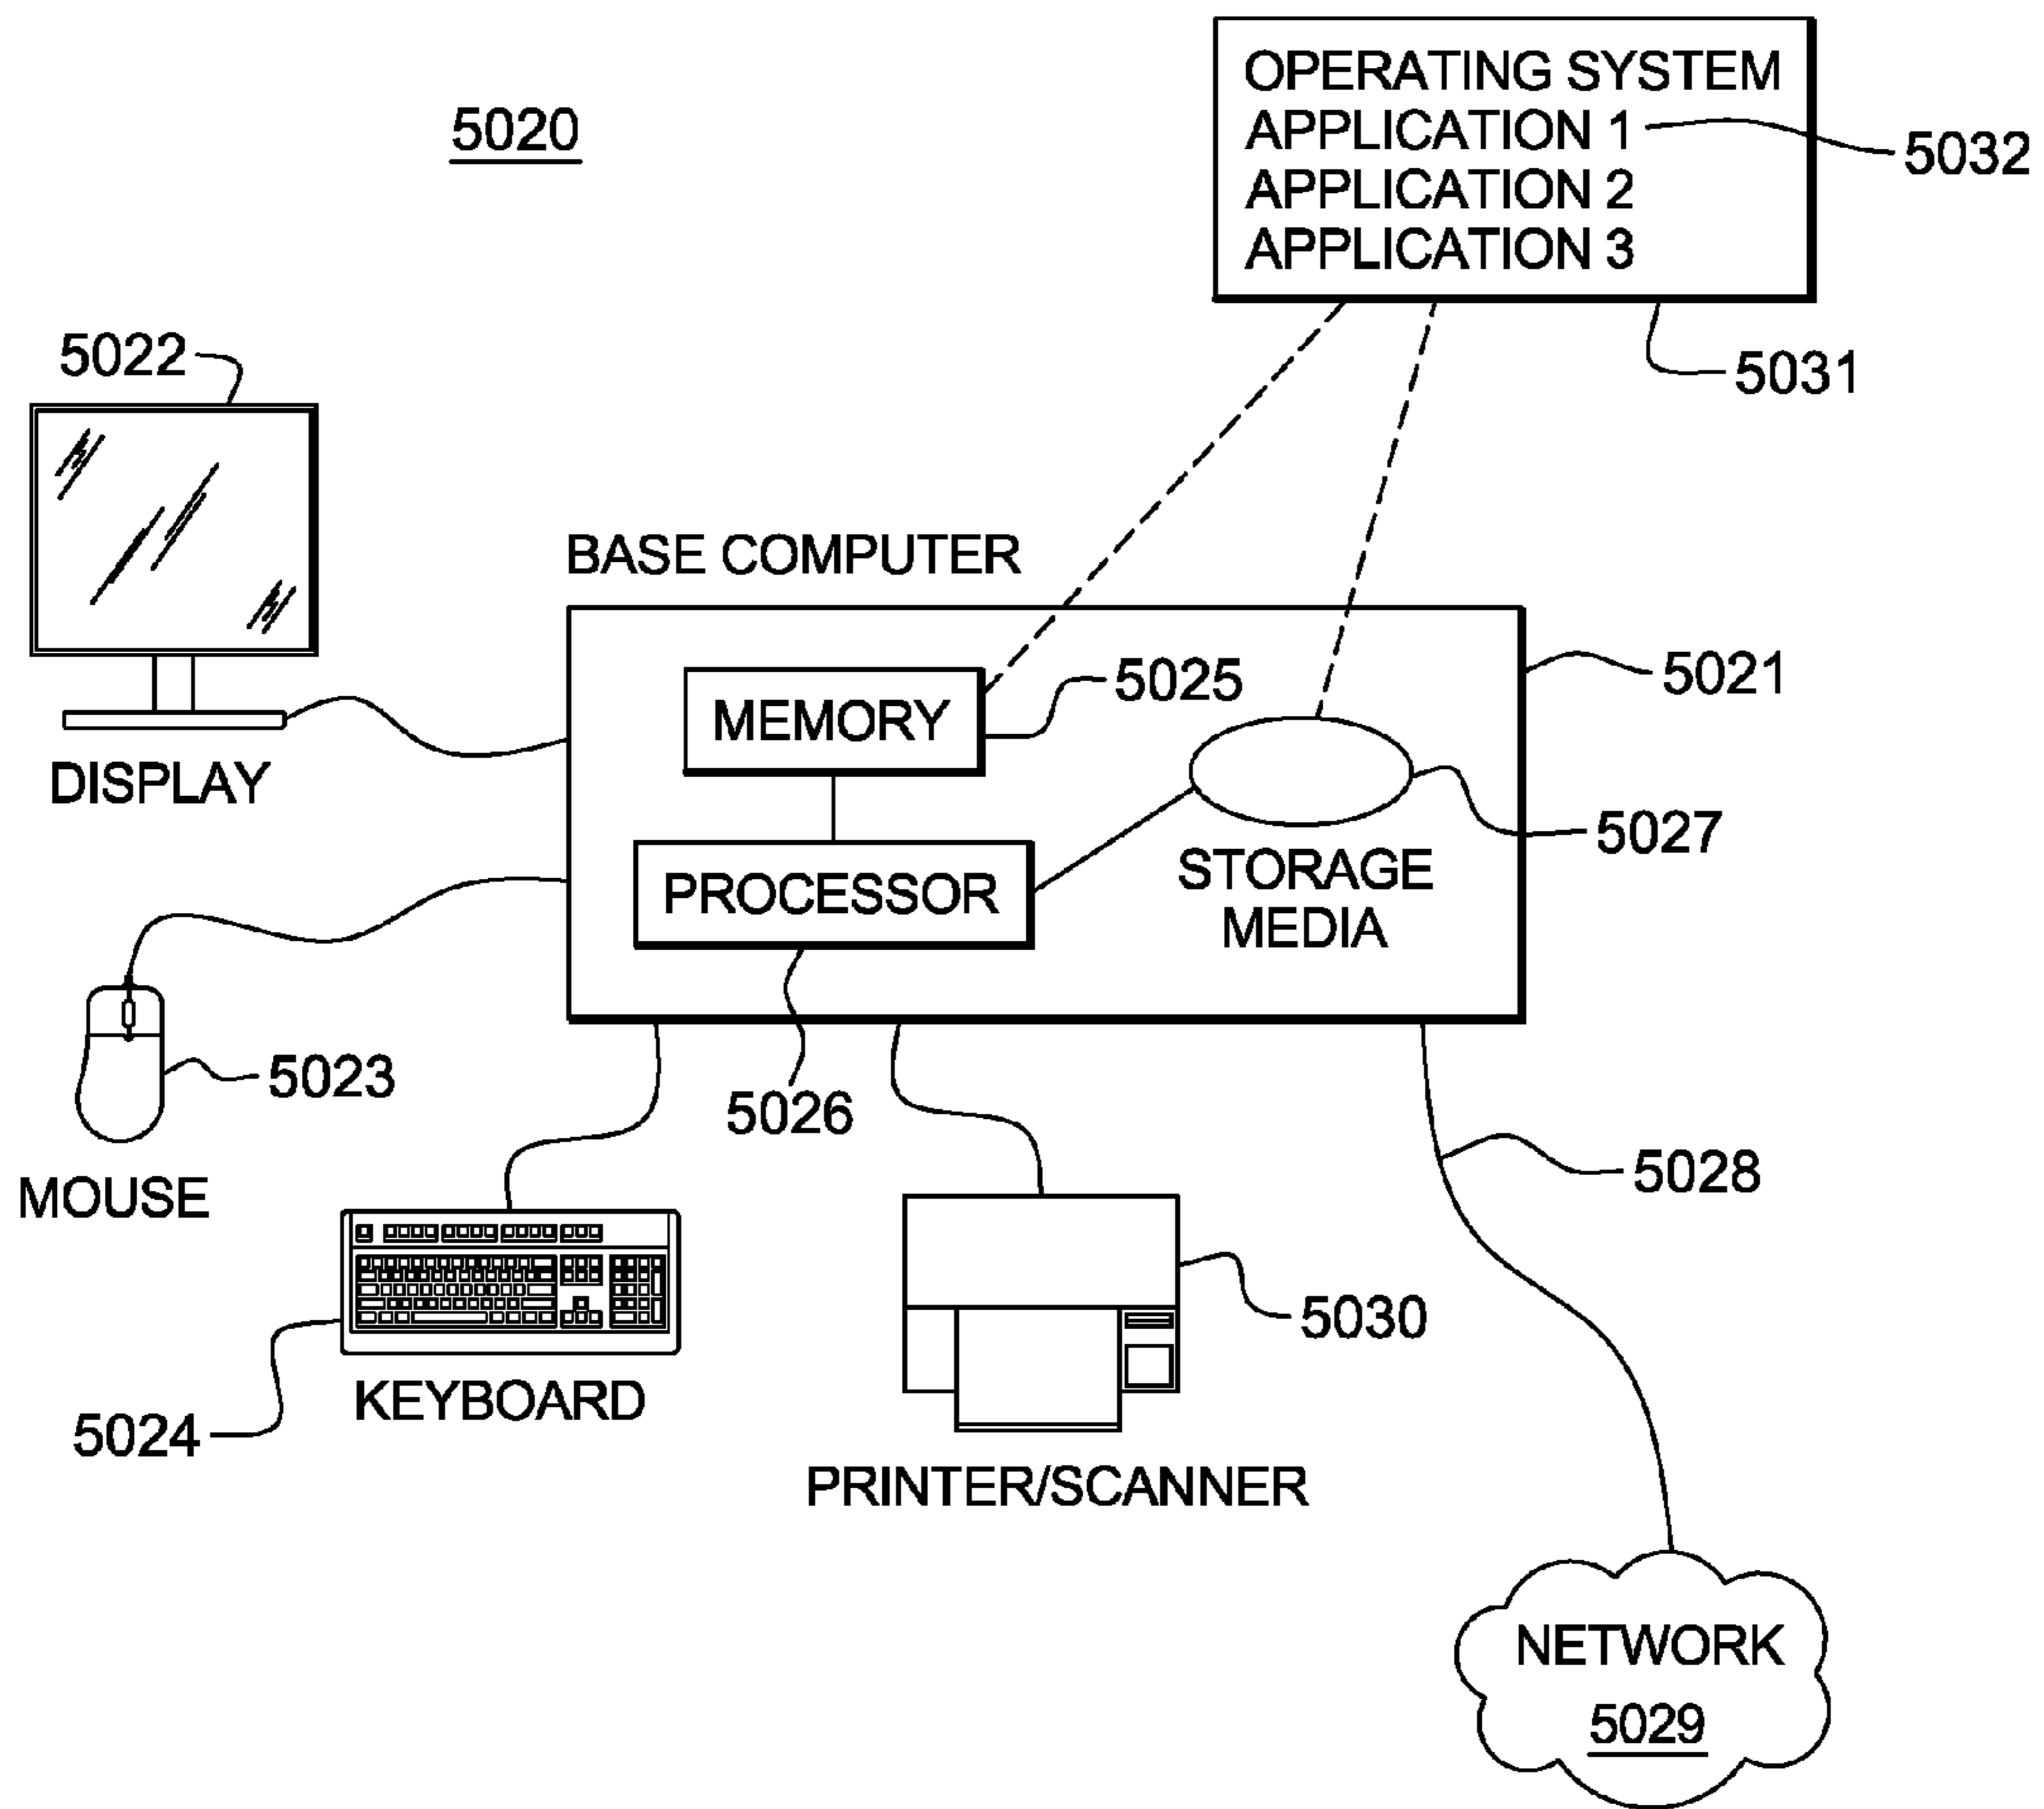 5020
OPERATING SYSTEM
APPLICATION 1
APPLICATION 2
APPLICATION 3
5032
5031
5022
DISPLAY
BASE COMPUTER
MEMORY
5025
5021
PROCESSOR
5027
STORAGE
MEDIA
5023
MOUSE
5026
5028
5024
KEYBOARD
5030
PRINTER/SCANNER
NETWORK
5029